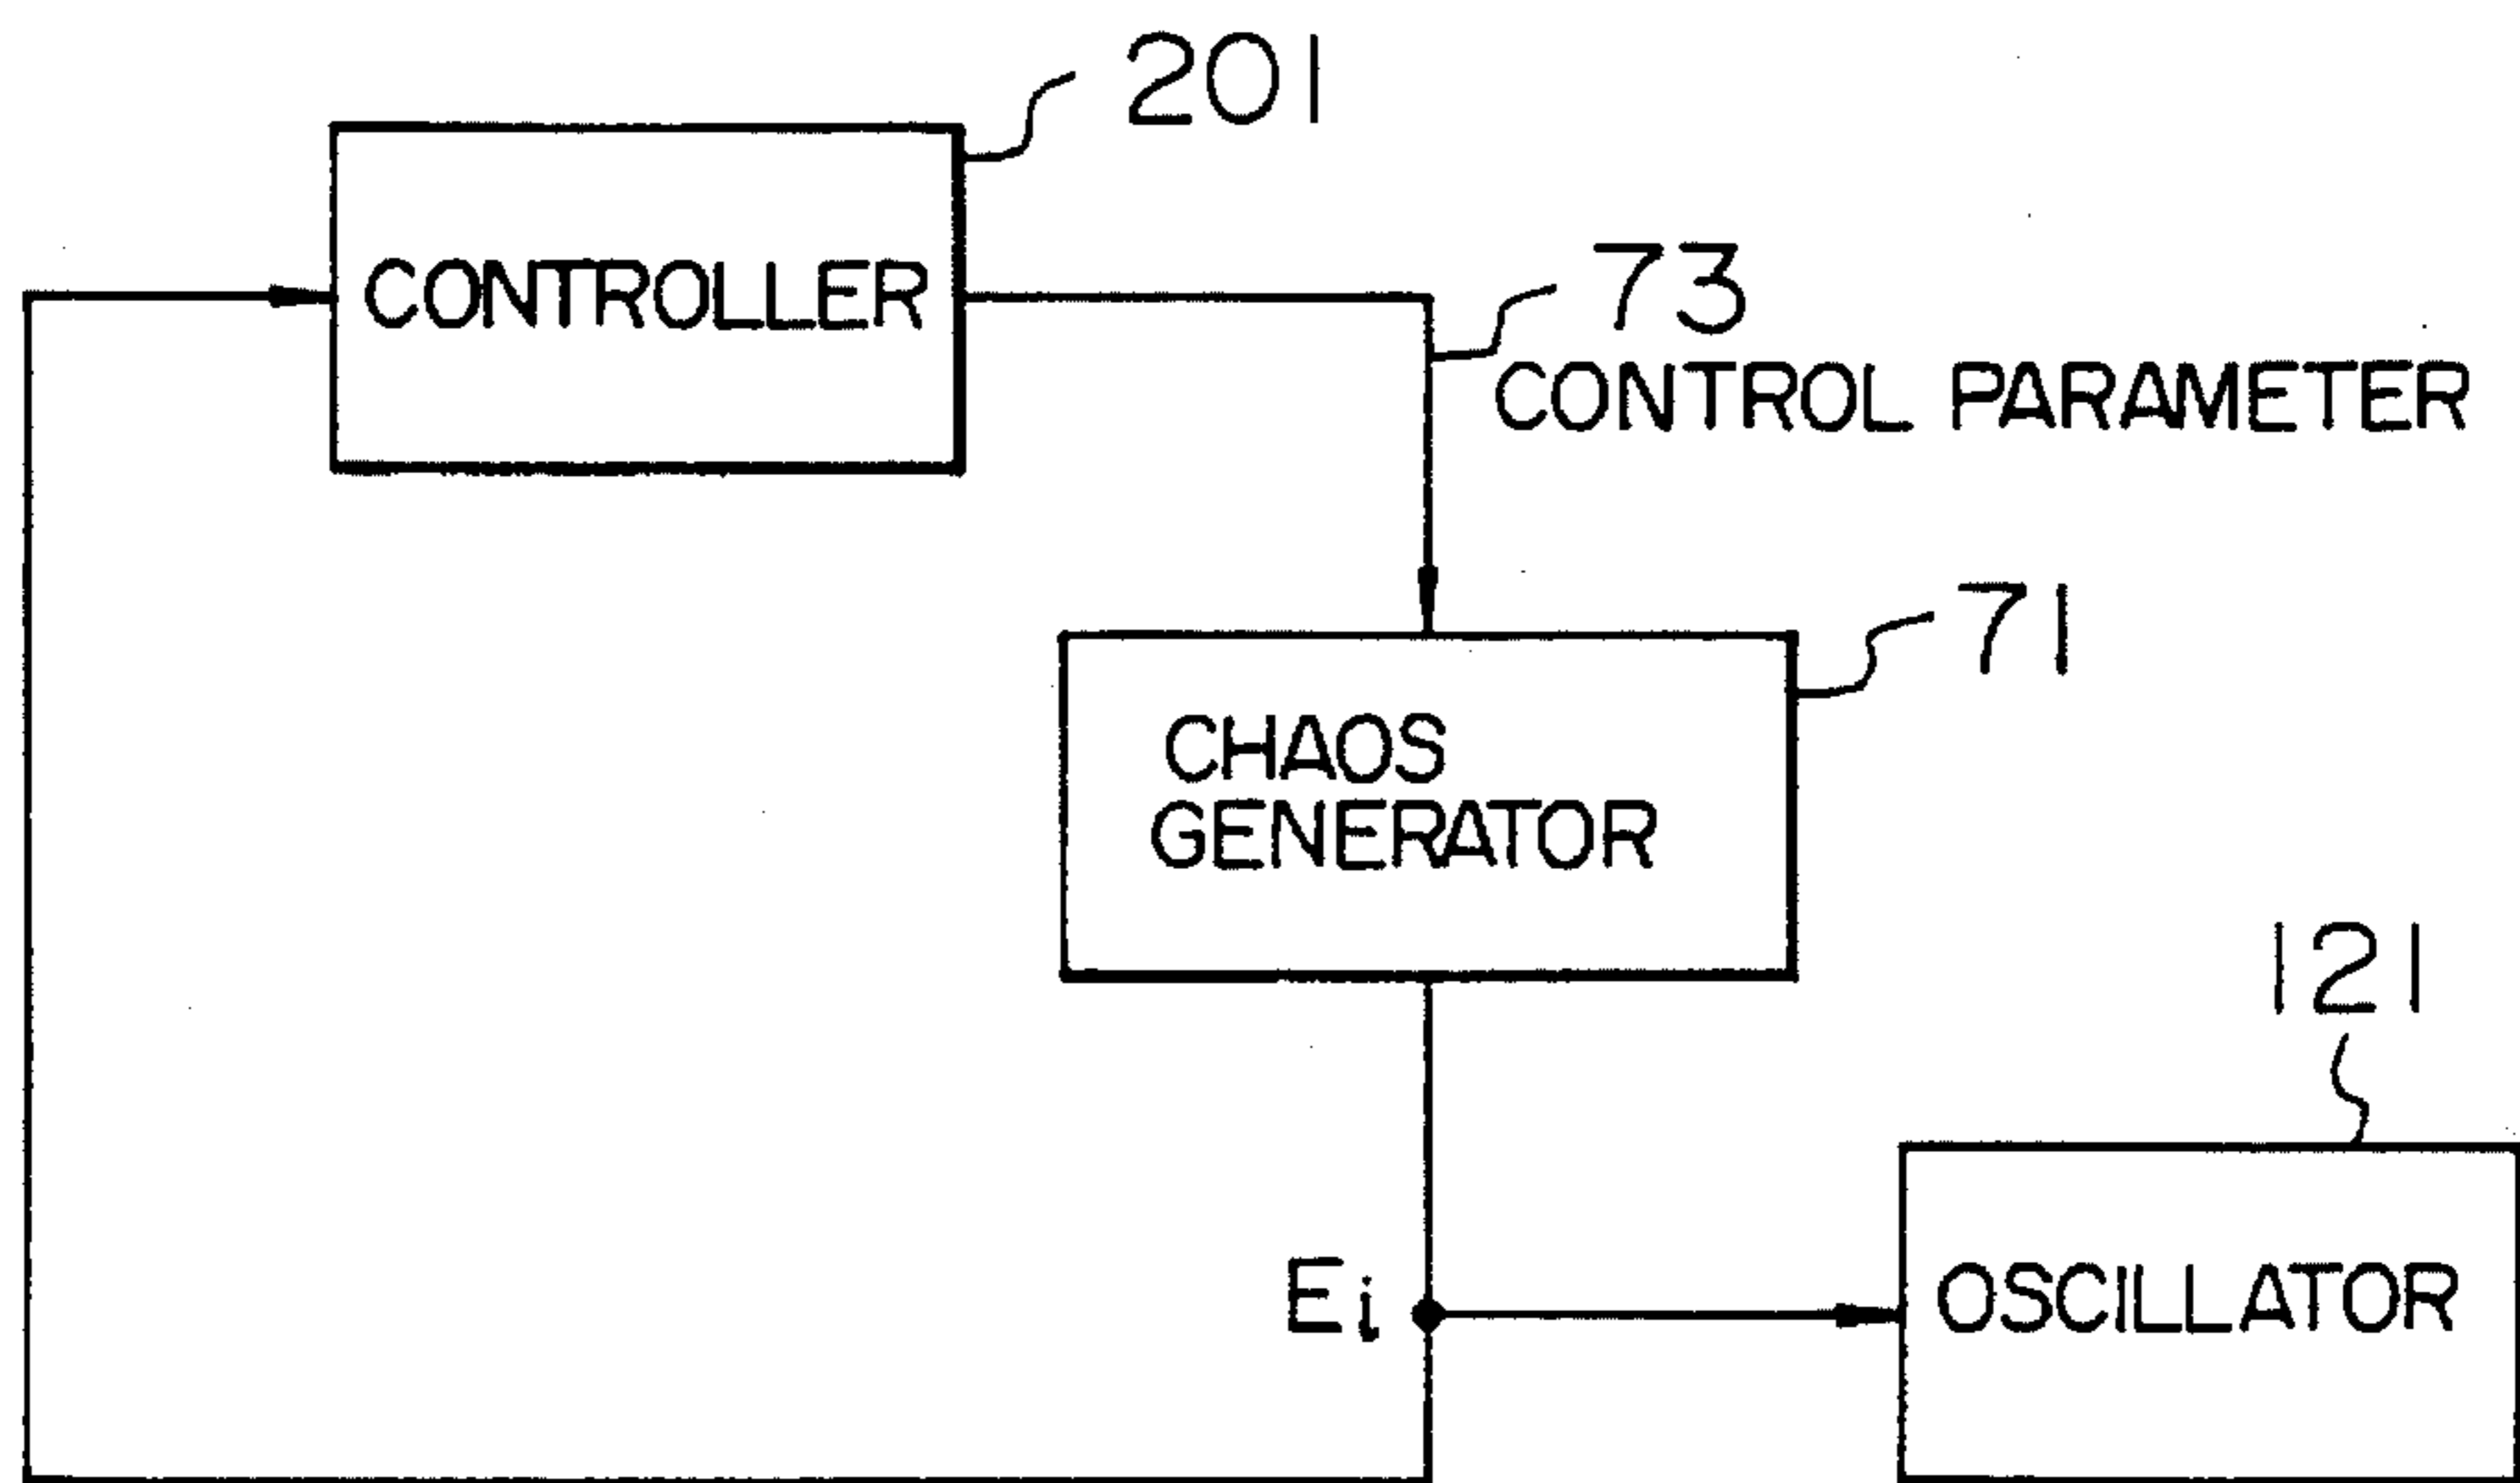 201
CONTROLLER
73
CONTROL PARAMETER
71
CHAOS
GENERATOR
121
Ei
OSCILLATOR